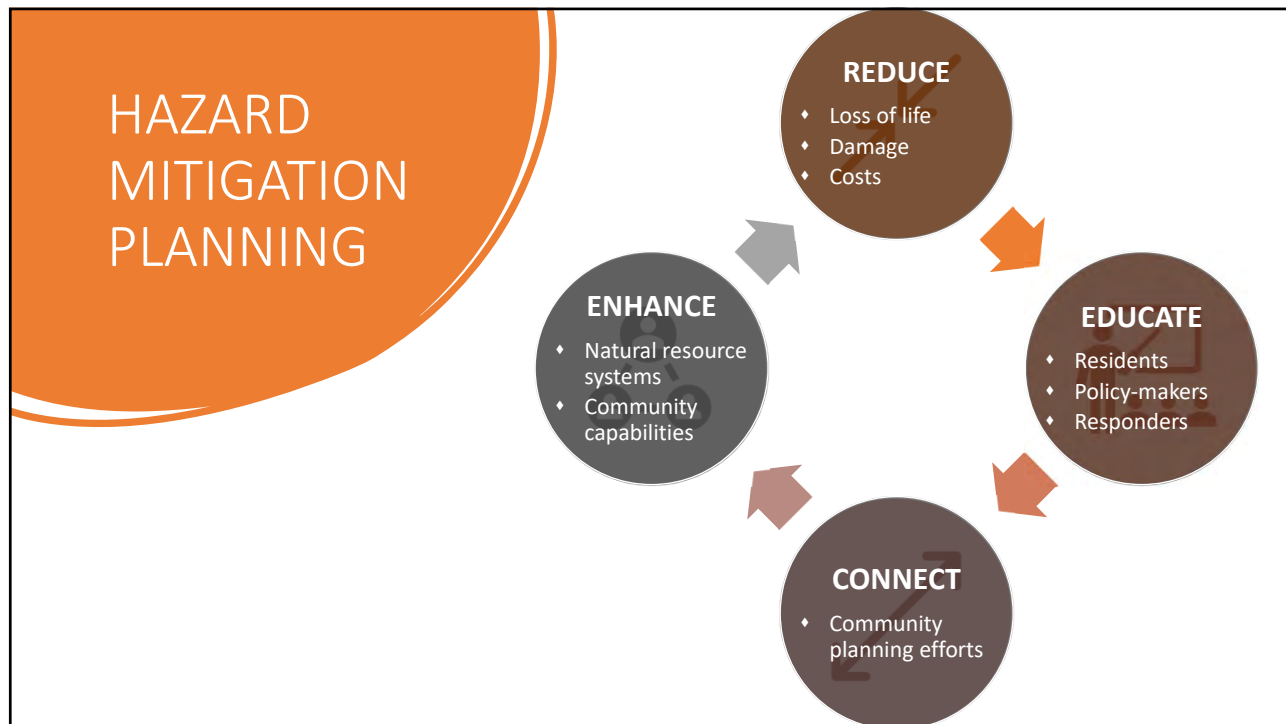 HAZARD
MITIGATION
PLANNING
REDUCE
♦ Loss of life
♦ Damage
♦ Costs
EDUCATE
♦ Residents
♦ Policy-makers
♦ Responders
CONNECT
♦ Community
planning efforts
ENHANCE
♦ Natural resource
systems
♦ Community
capabilities